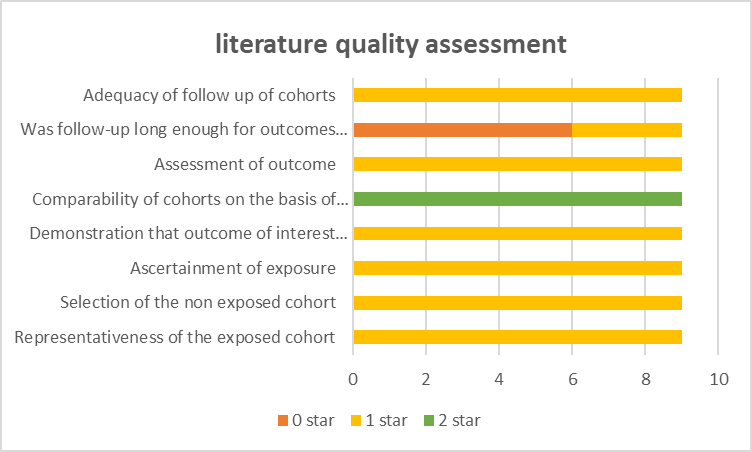 literature quality assessment
Adequacy of follow up of cohorts
Was follow-up long enough for outcomes...
Assessment of outcome
Comparability of cohorts on the basis of...
Demonstration that outcome of interest...
Ascertainment of exposure
Selection of the non exposed cohort
Representativeness of the exposed cohort
0 2 4 6 8 10
0 star 1 star 2 star